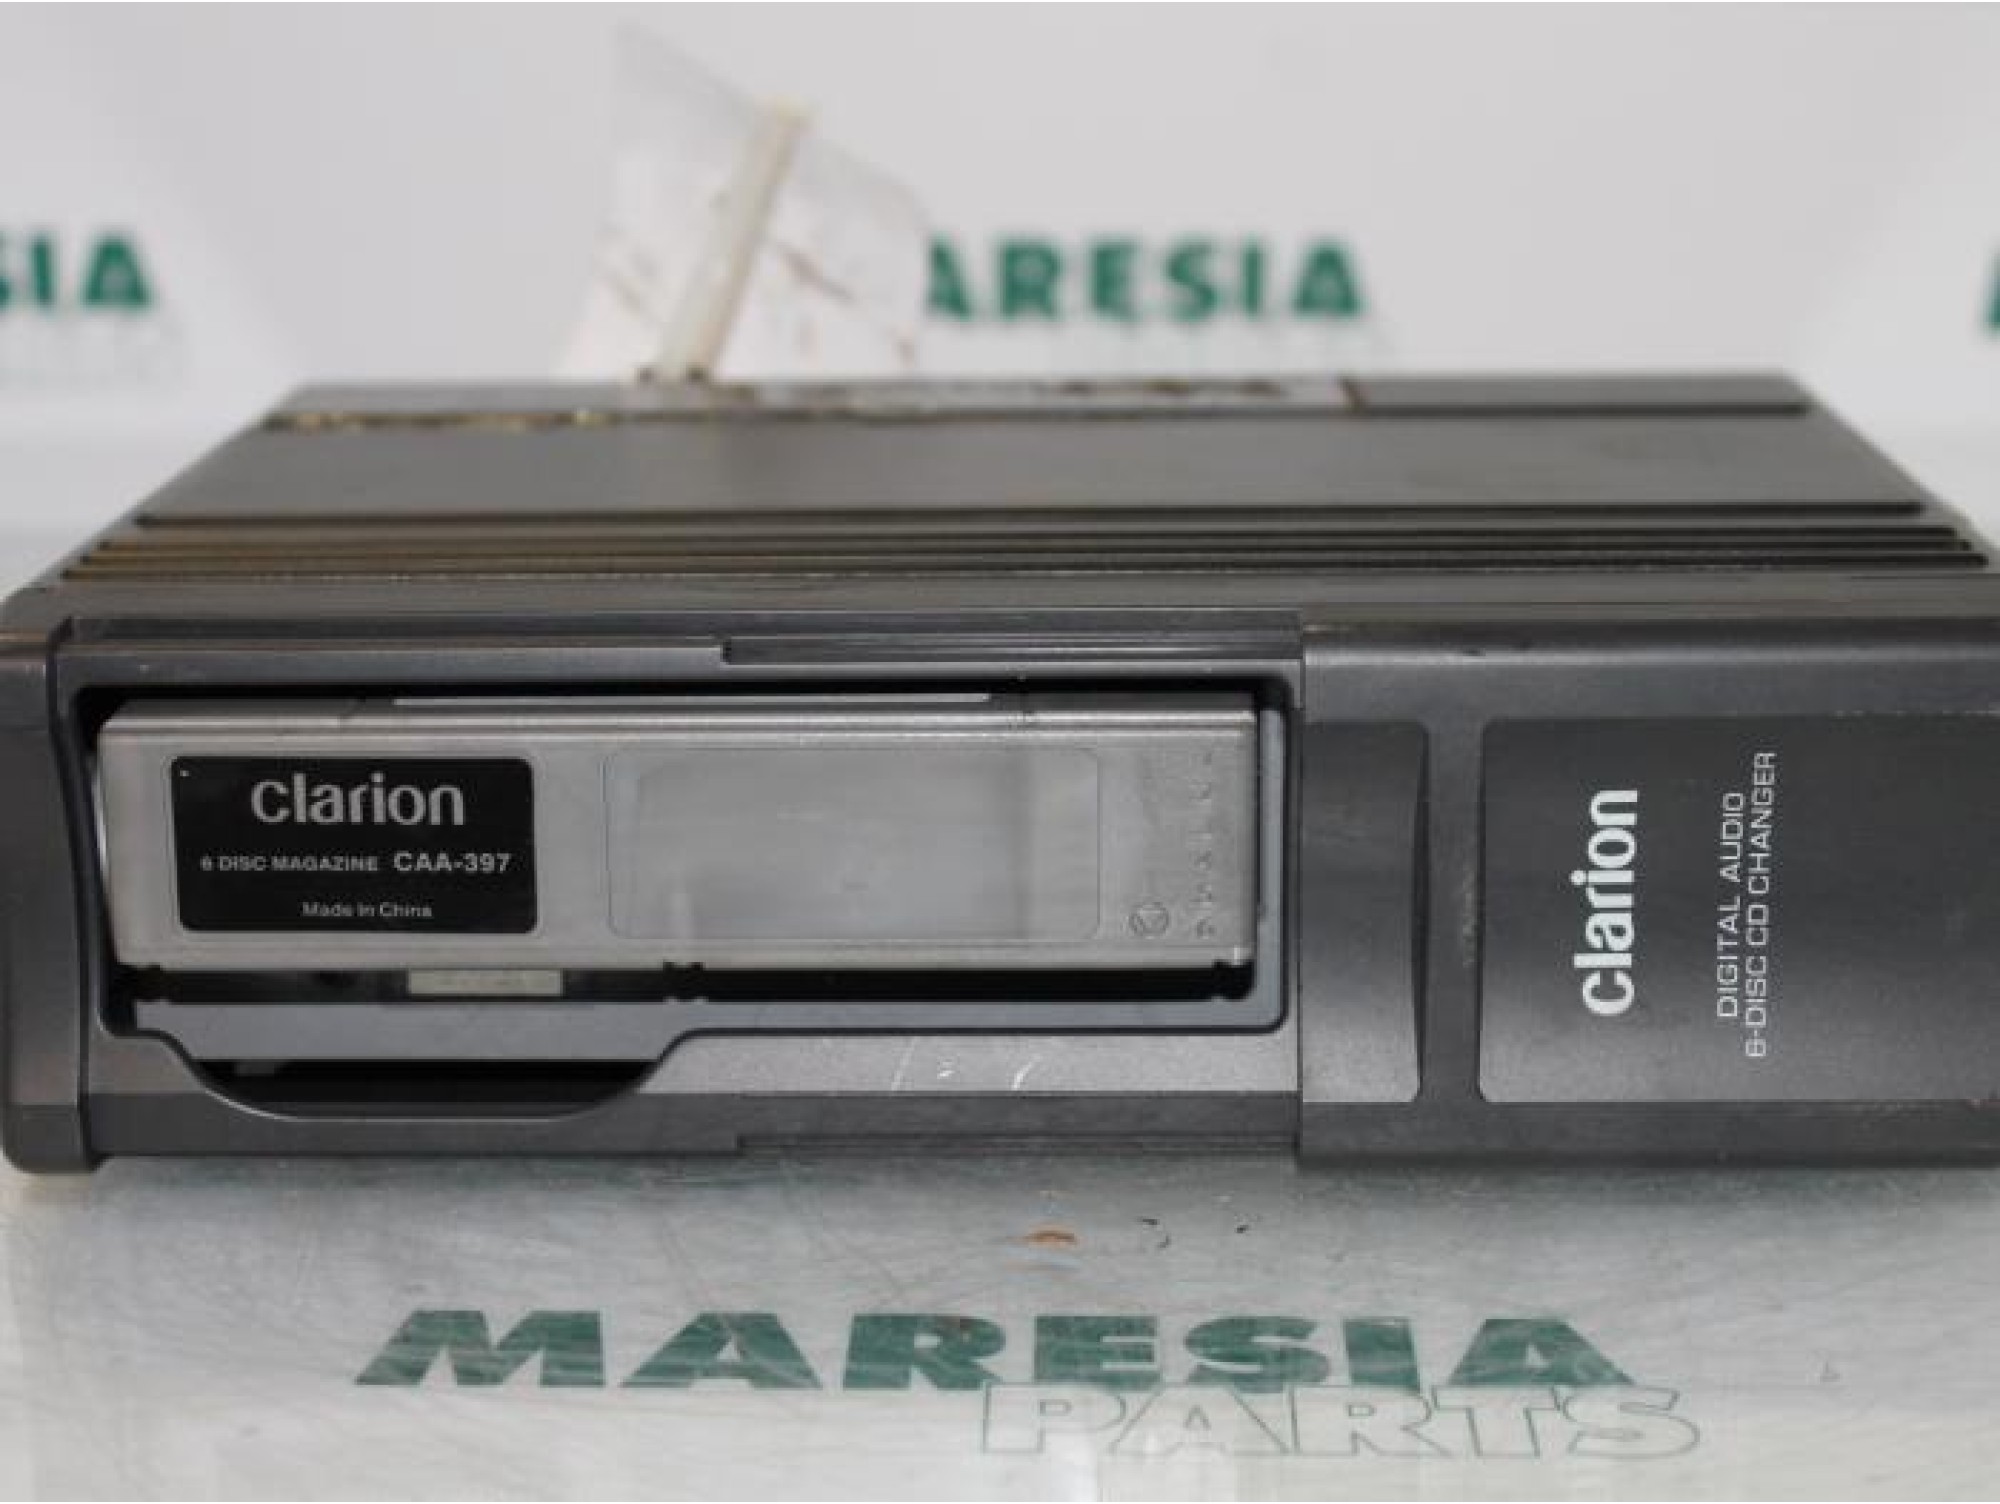 SIA
ARESIA
clarion
6 DISC MAGAZINE CAA-397
Made In China
clarion
DIGITAL AUDIO
6-DISC CD CHANGER
MARESIA
PARTS